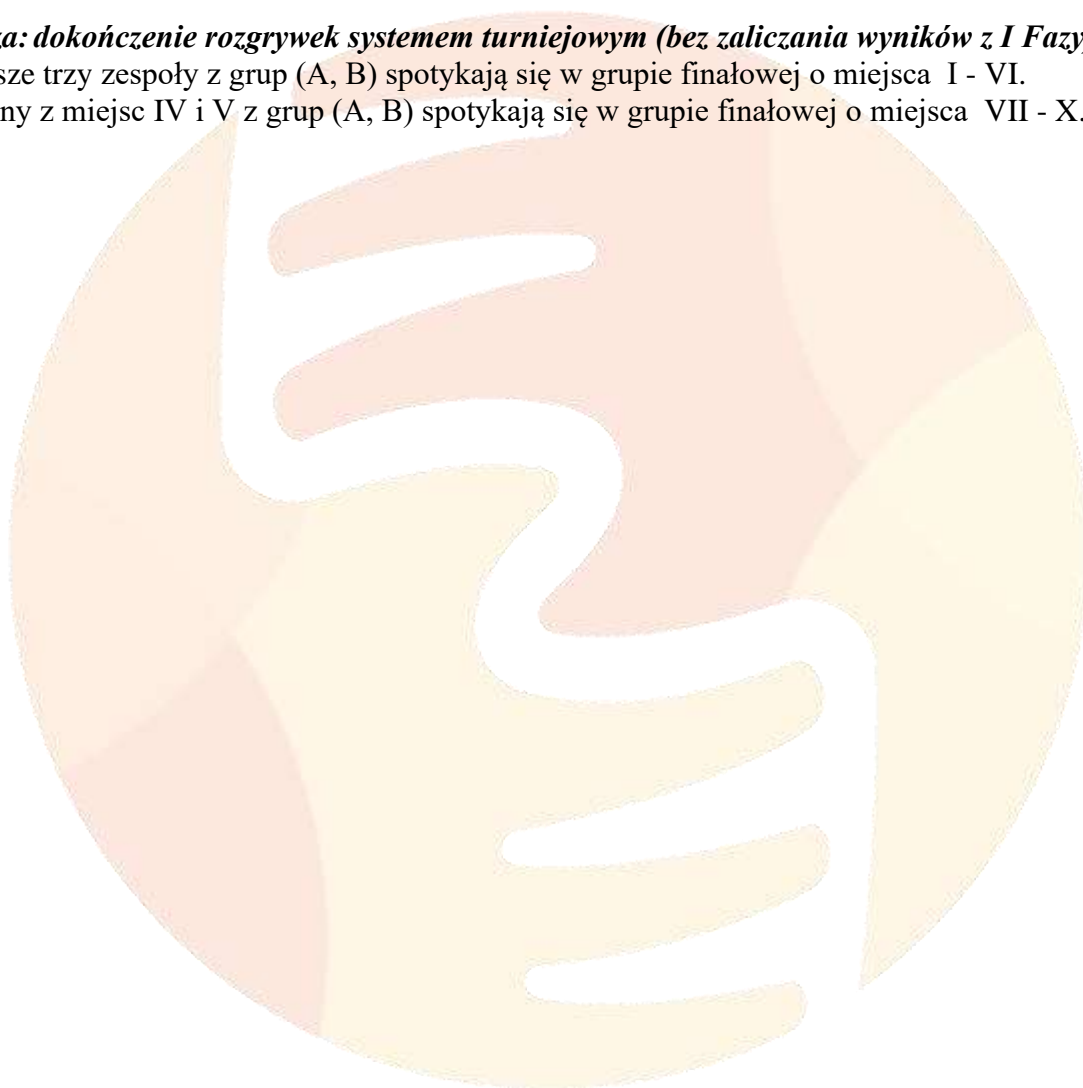 za: dokończenie rozgrywek systemem turniejowym (bez zaliczania wyników z I Fazy
sze trzy zespoły z grup (A, B) spotykają się w grupie finałowej o miejsca I - VI.
ny z miejsc IV i V z grup (A, B) spotykają się w grupie finałowej o miejsca VII - X.